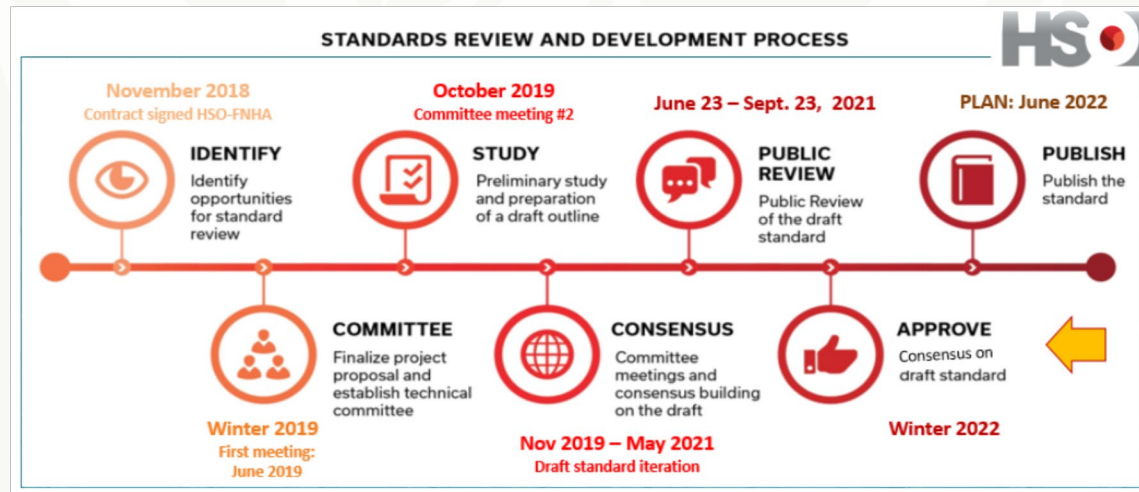 STANDARDS REVIEW AND DEVELOPMENT PROCESS
HSO
November 2018
Contract signed HSO-FNHA
IDENTIFY
Identify
opportunities
for standard
review
October 2019
Committee meeting #2
STUDY
Preliminary study
and preparation
of a draft outline
June 23 – Sept. 23, 2021
PUBLIC
REVIEW
Public Review
of the draft
standard
PLAN: June 2022
PUBLISH
Publish the
standard
COMMITTEE
Finalize project
proposal and
establish technical
committee
Winter 2019
First meeting:
June 2019
CONSENSUS
Committee
meetings and
consensus building
on the draft
Nov 2019 – May 2021
Draft standard iteration
APPROVE
Consensus on
draft standard
Winter 2022